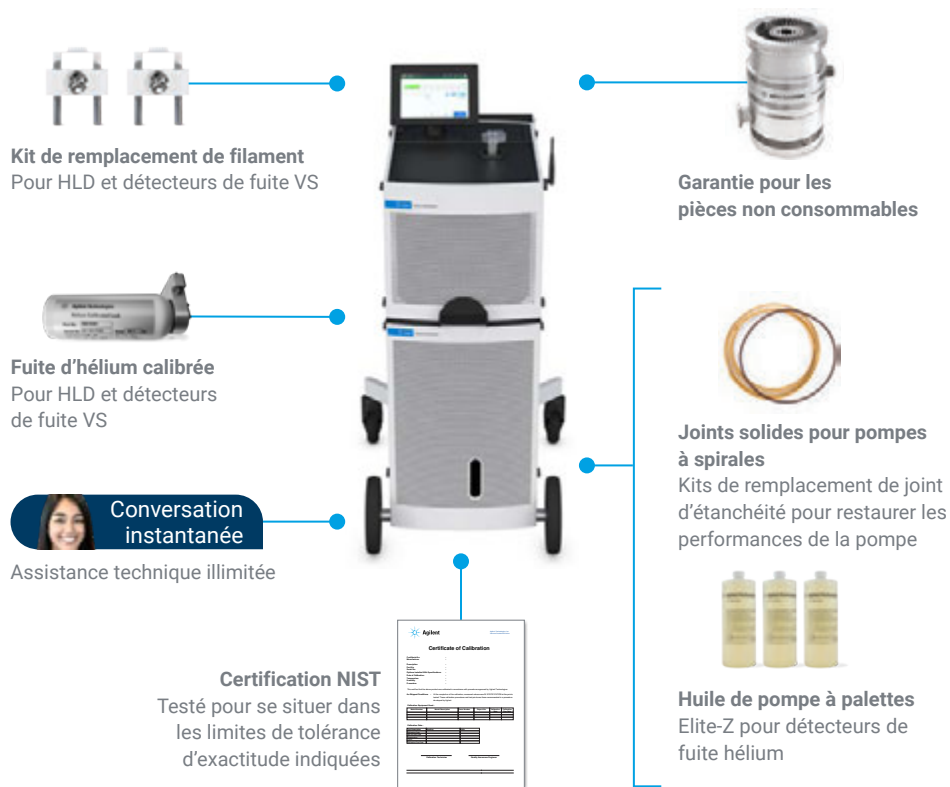 Kit de remplacement de filament
Pour HLD et détecteurs de fuite VS
Garantie pour les
pièces non consommables
Agilent Technologies
Fuite d’hélium calibrée
Pour HLD et détecteurs
de fuite VS
Joints solides pour pompes
à spirales
Kits de remplacement de joint
d’étanchéité pour restaurer les
performances de la pompe
Conversation
instantanée
Assistance technique illimitée
Agilent
Certificate of Calibration
Certification NIST
Testé pour se situer dans
les limites de tolérance
d’exactitude indiquées
Huile de pompe à palettes
Elite-Z pour détecteurs de
fuite hélium